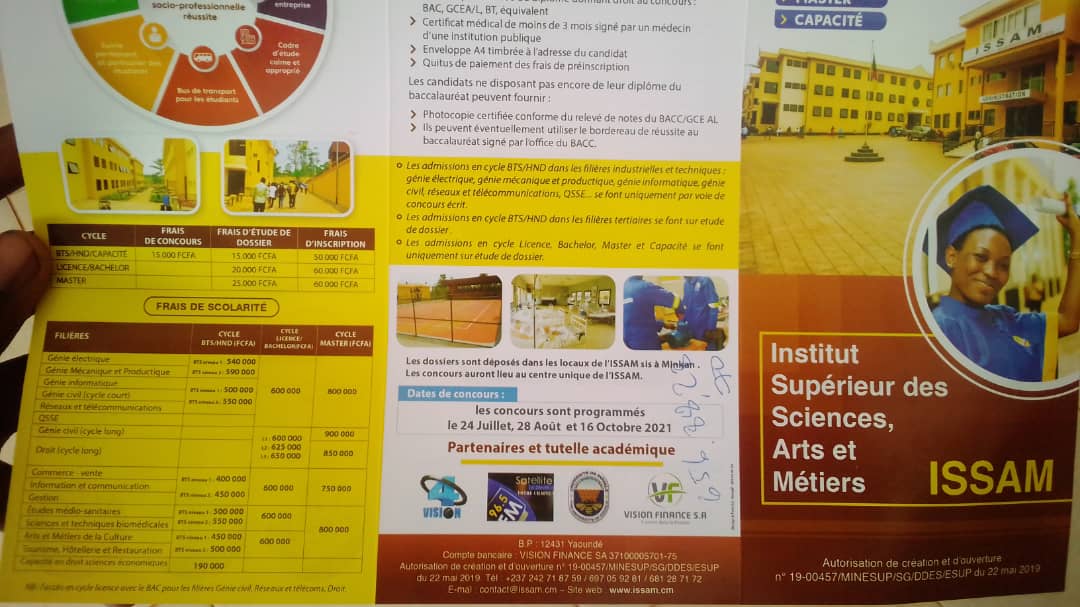 socio-professionnelle
réussite
entreprise
Suivie
permanent
et particulier des
étudiants
Bus de transport
pour les étudiants
Cadre
d'étude
calme et
approprié
CYCLE
FRAIS
DE CONCOURS
FRAIS D'ÉTUDE DE
DOSSIER
FRAIS
D'INSCRIPTION
BTS/HND/CAPACITÉ 15.000 FCFA 15.000 FCFA 50 000 FCFA
LICENCE/BACHELOR 20.000 FCFA 60.000 FCFA
MASTER 25.000 FCFA 60 000 FCFA
FRAIS DE SCOLARITÉ
FILIÈRES
CYCLE
BTS/HND (FCFA)
CYCLE
LICENCE/
BACHELOR(FCFA)
CYCLE
MASTER (FCFA)
Génie électrique
Génie Mécanique et Productique
BTS niveau 1 : 540 000
BTS niveau 2 : 590 000
Génie informatique
Génie civil (cycle court)
Réseaux et télécommunications
QSSE
BTS niveau 1 : 500 000
BTS niveau 2 : 550 000
600 000
800 000
Génie civil (cycle long)
900 000
Droit (cycle long)
L1 : 600 000
L2 : 625 000
L3 : 650 000
850 000
Commerce - vente
Information et communication
Gestion
BTS niveau 1 : 400 000
BTS niveau 2 : 450 000
600 000
750 000
Études médico-sanitaires
Sciences et techniques biomédicales
BTS niveau 1 : 500 000
BTS niveau 2 : 550 000
600 000
Arts et Métiers de la Culture
Tourisme, Hôtellerie et Restauration
BTS niveau 1 : 450 000
BTS niveau 2 : 500 000
600 000
800 000
Capacité en droit sciences économiques 190 000
NB : l'accès en cycle licence avec le BAC pour les filières Génie civil, Réseaux et télécoms, Droit.
BAC, GCEA/L, BT, équivalent
Certificat médical de moins de 3 mois signé par un médecin
d'une institution publique
Enveloppe A4 timbrée à l'adresse du candidat
Quitus de paiement des frais de préinscription
Les candidats ne disposant pas encore de leur diplôme du
baccalauréat peuvent fournir :
Photocopie certifiée conforme du relevé de notes du BACC/GCE AL
Ils peuvent éventuellement utiliser le bordereau de réussite au
baccalauréat signé par l'office du BACC.
Les admissions en cycle BTS/HND dans les filières industrielles et techniques :
génie électrique, génie mécanique et productique, génie informatique, génie
civil, réseaux et télécommunications, QSSE... se font uniquement par voie de
concours écrit.
Les admissions en cycle BTS/HND dans les filières tertiaires se font sur etude
de dossier.
Les admissions en cycle Licence, Bachelor, Master et Capacité se font
uniquement sur étude de dossier.
Les dossiers sont déposés dans les locaux de l'ISSAM sis à Minkan.
Les concours auront lieu au centre unique de l'ISSAM.
Dates de concours :
les concours sont programmés
le 24 Juillet, 28 Août et 16 Octobre 2021
Partenaires et tutelle académique
4
VISION
Satellite
96.5
FM
VF
VISION FINANCE S.A
B.P : 12431 Yaoundé
Compte bancaire : VISION FINANCE SA 37100005701-75
Autorisation de création et d'ouverture n° 19-00457/MINESUP/SG/DDES/ESUP
du 22 mai 2019 Tél : +237 242 71 87 59 / 697 05 92 81 / 681 28 71 72
E-mail : contact@issam.cm – Site web : www.issam.cm
MASTER
CAPACITÉ
ISSAM
ADMINISTRATION
Institut
Supérieur des
Sciences,
Arts et
Métiers
ISSAM
Autorisation de création et d'ouverture
n° 19-00457/MINESUP/SG/DDES/ESUP du 22 mai 2019